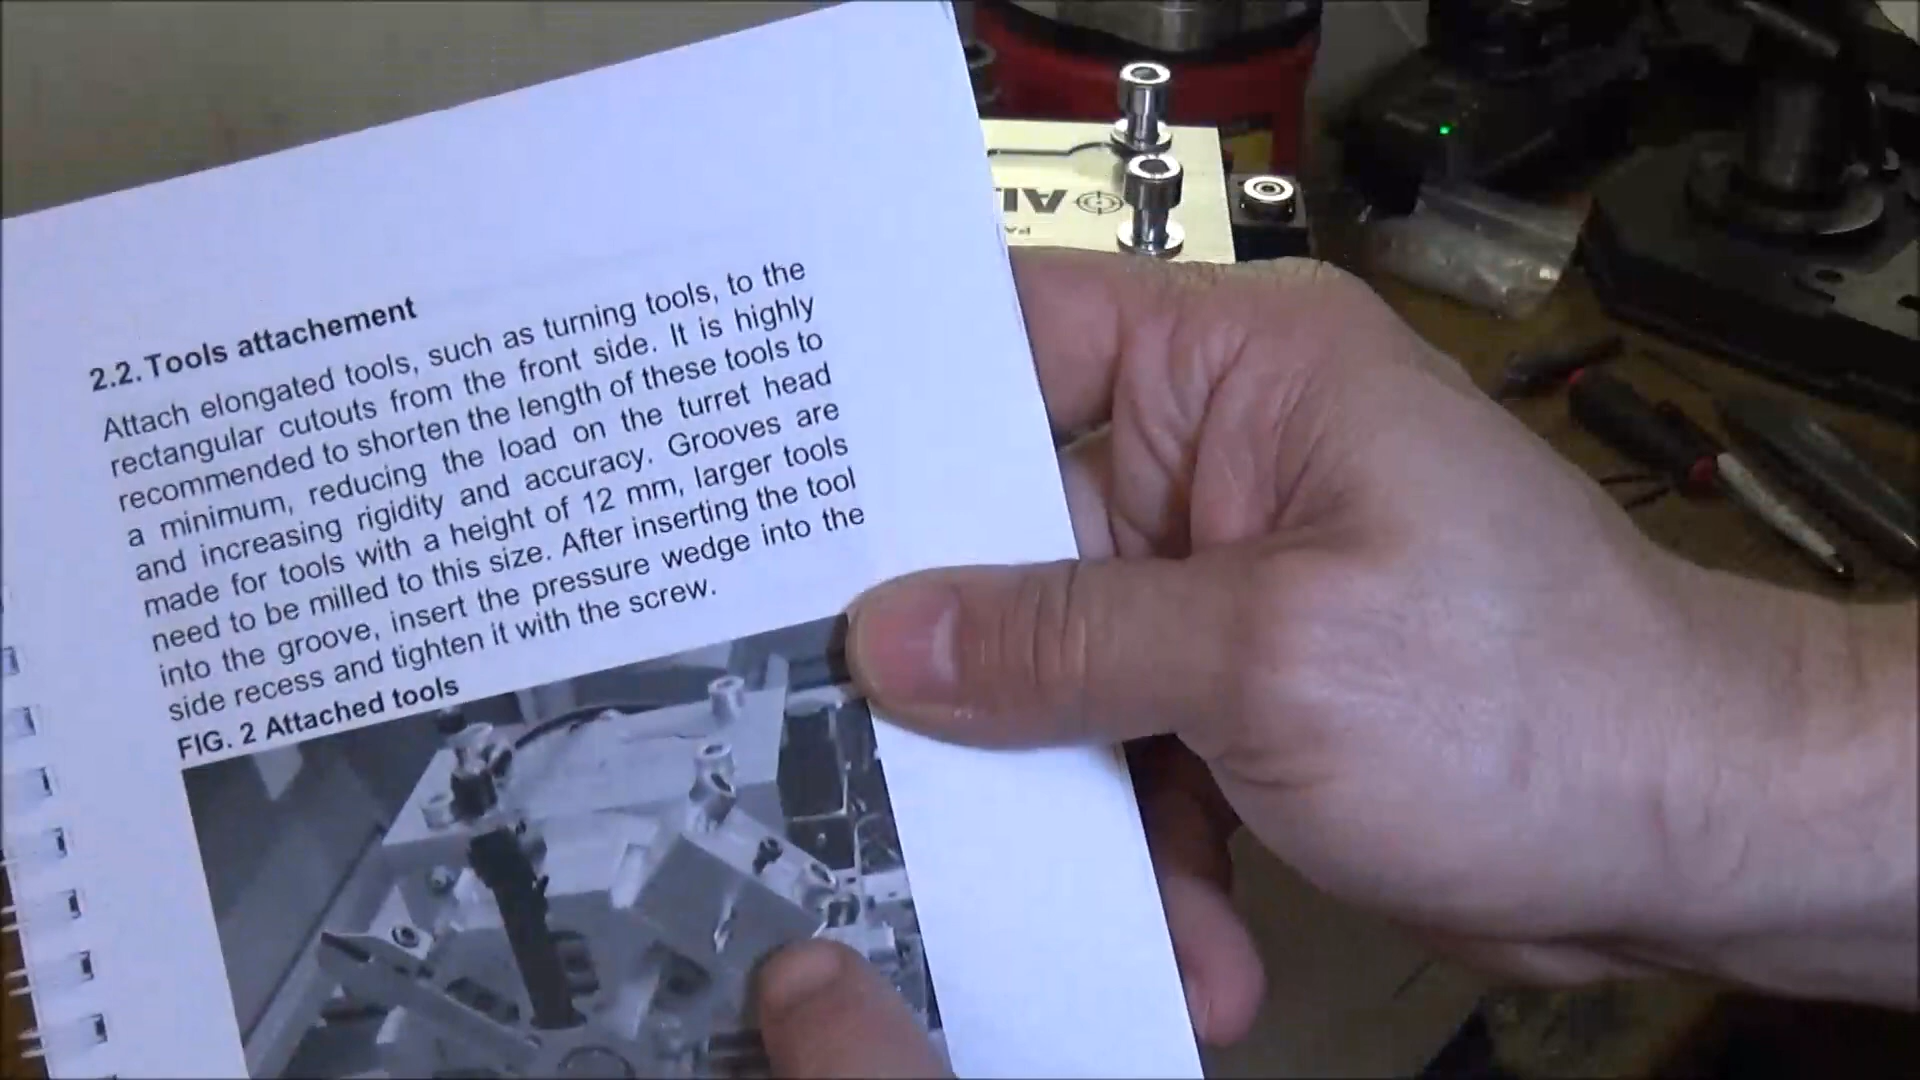 2.2. Tools attachement
Attach elongated tools, such as turning tools, to the
rectangular cutouts from the front side. It is highly
recommended to shorten the length of these tools to
a minimum, reducing the load on the turret head
and increasing rigidity and accuracy. Grooves are
made for tools with a height of 12 mm, larger tools
need to be milled to this size. After inserting the tool
into the groove, insert the pressure wedge into the
side recess and tighten it with the screw.
FIG. 2 Attached tools